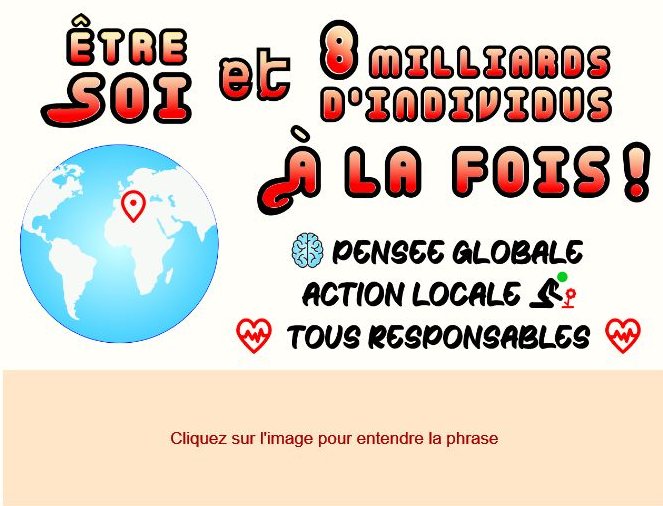 ÊTRE SOI et 8 MILLIARDS D'INDIVIDUS
À LA FOIS !
PENSEE GLOBALE
ACTION LOCALE
TOUS RESPONSABLES
Cliquez sur l'image pour entendre la phrase